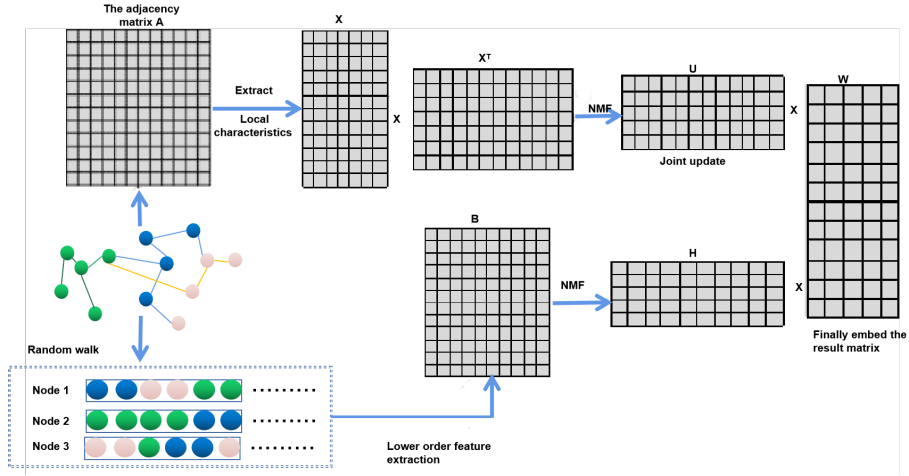 The adjacency
matrix A
X
Extract
Local
characteristics
X
Xᵀ
NMF
U
Joint update
X
W
B
NMF
H
X
Finally embed the
result matrix
Random walk
Node 1
Node 2
Node 3
Lower order feature
extraction